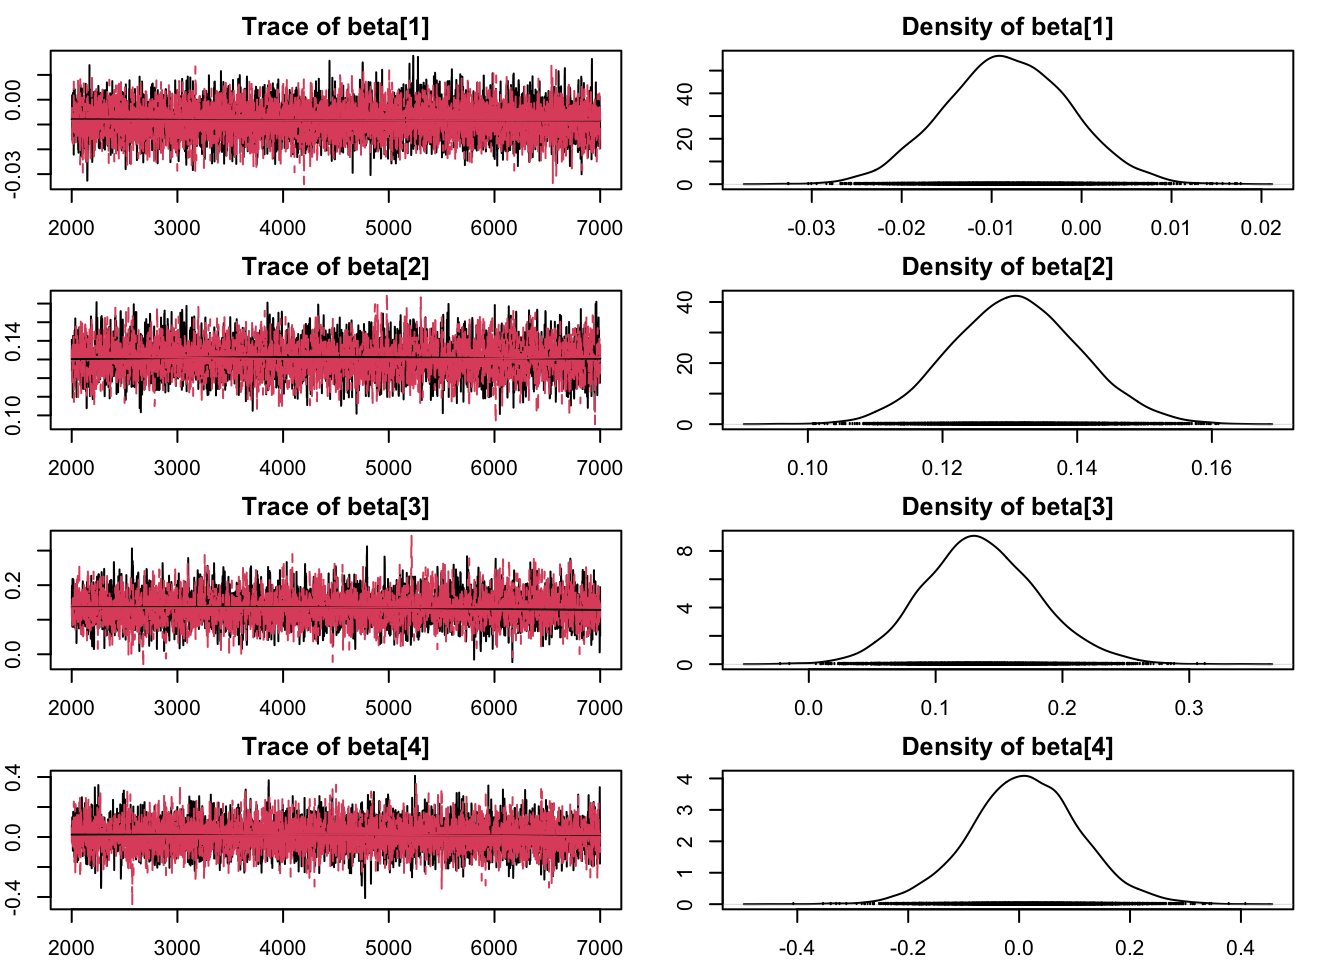 Trace of beta[1]
0.00
-0.03
2000 3000 4000 5000 6000 7000
Density of beta[1]
40
20
0
-0.03 -0.02 -0.01 0.00 0.01 0.02
Trace of beta[2]
0.14
0.10
2000 3000 4000 5000 6000 7000
Density of beta[2]
40
20
0
0.10 0.12 0.14 0.16
Trace of beta[3]
0.2
0.0
2000 3000 4000 5000 6000 7000
Density of beta[3]
8
4
0
0.0 0.1 0.2 0.3
Trace of beta[4]
0.4
0.0
-0.4
2000 3000 4000 5000 6000 7000
Density of beta[4]
4
3
2
1
0
-0.4 -0.2 0.0 0.2 0.4